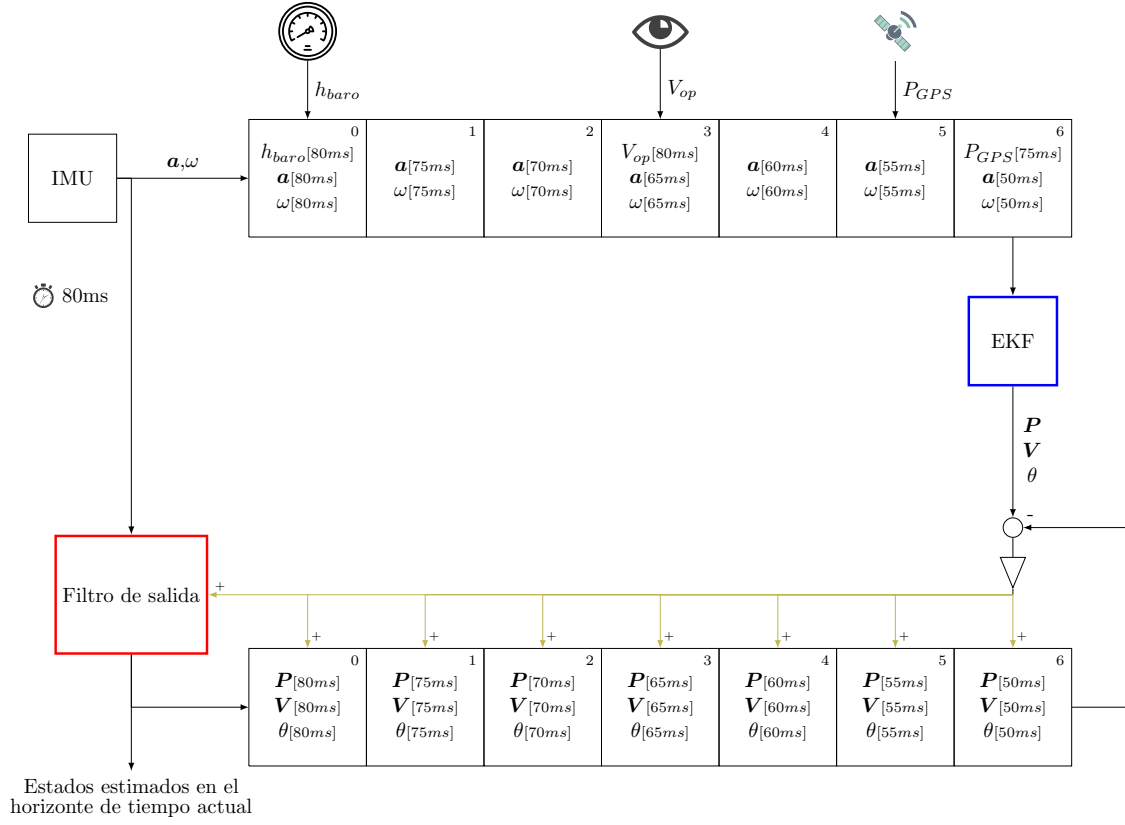 h_baro
V_op
P_GPS
IMU
a,ω
0
h_baro[80ms]
a[80ms]
ω[80ms]
1
a[75ms]
ω[75ms]
2
a[70ms]
ω[70ms]
3
V_op[80ms]
a[65ms]
ω[65ms]
4
a[60ms]
ω[60ms]
5
a[55ms]
ω[55ms]
6
P_GPS[75ms]
a[50ms]
ω[50ms]
80ms
EKF
P
V
θ
-
Filtro de salida
+
+
+
+
+
+
+
+
0
P[80ms]
V[80ms]
θ[80ms]
1
P[75ms]
V[75ms]
θ[75ms]
2
P[70ms]
V[70ms]
θ[70ms]
3
P[65ms]
V[65ms]
θ[65ms]
4
P[60ms]
V[60ms]
θ[60ms]
5
P[55ms]
V[55ms]
θ[55ms]
6
P[50ms]
V[50ms]
θ[50ms]
Estados estimados en el
horizonte de tiempo actual